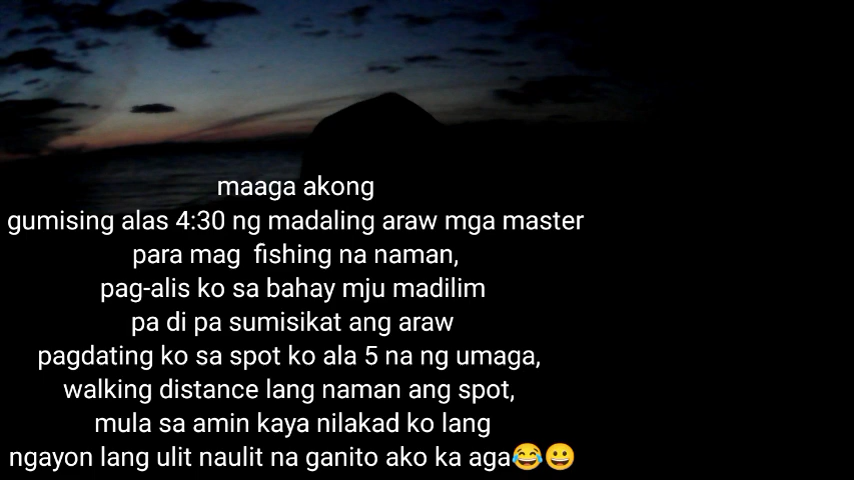 maaga akong
gumising alas 4:30 ng madaling araw mga master
para mag  fishing na naman,
pag-alis ko sa bahay mju madilim
pa di pa sumisikat ang araw
pagdating ko sa spot ko ala 5 na ng umaga,
walking distance lang naman ang spot,
mula sa amin kaya nilakad ko lang
ngayon lang ulit naulit na ganito ako ka aga😂😀